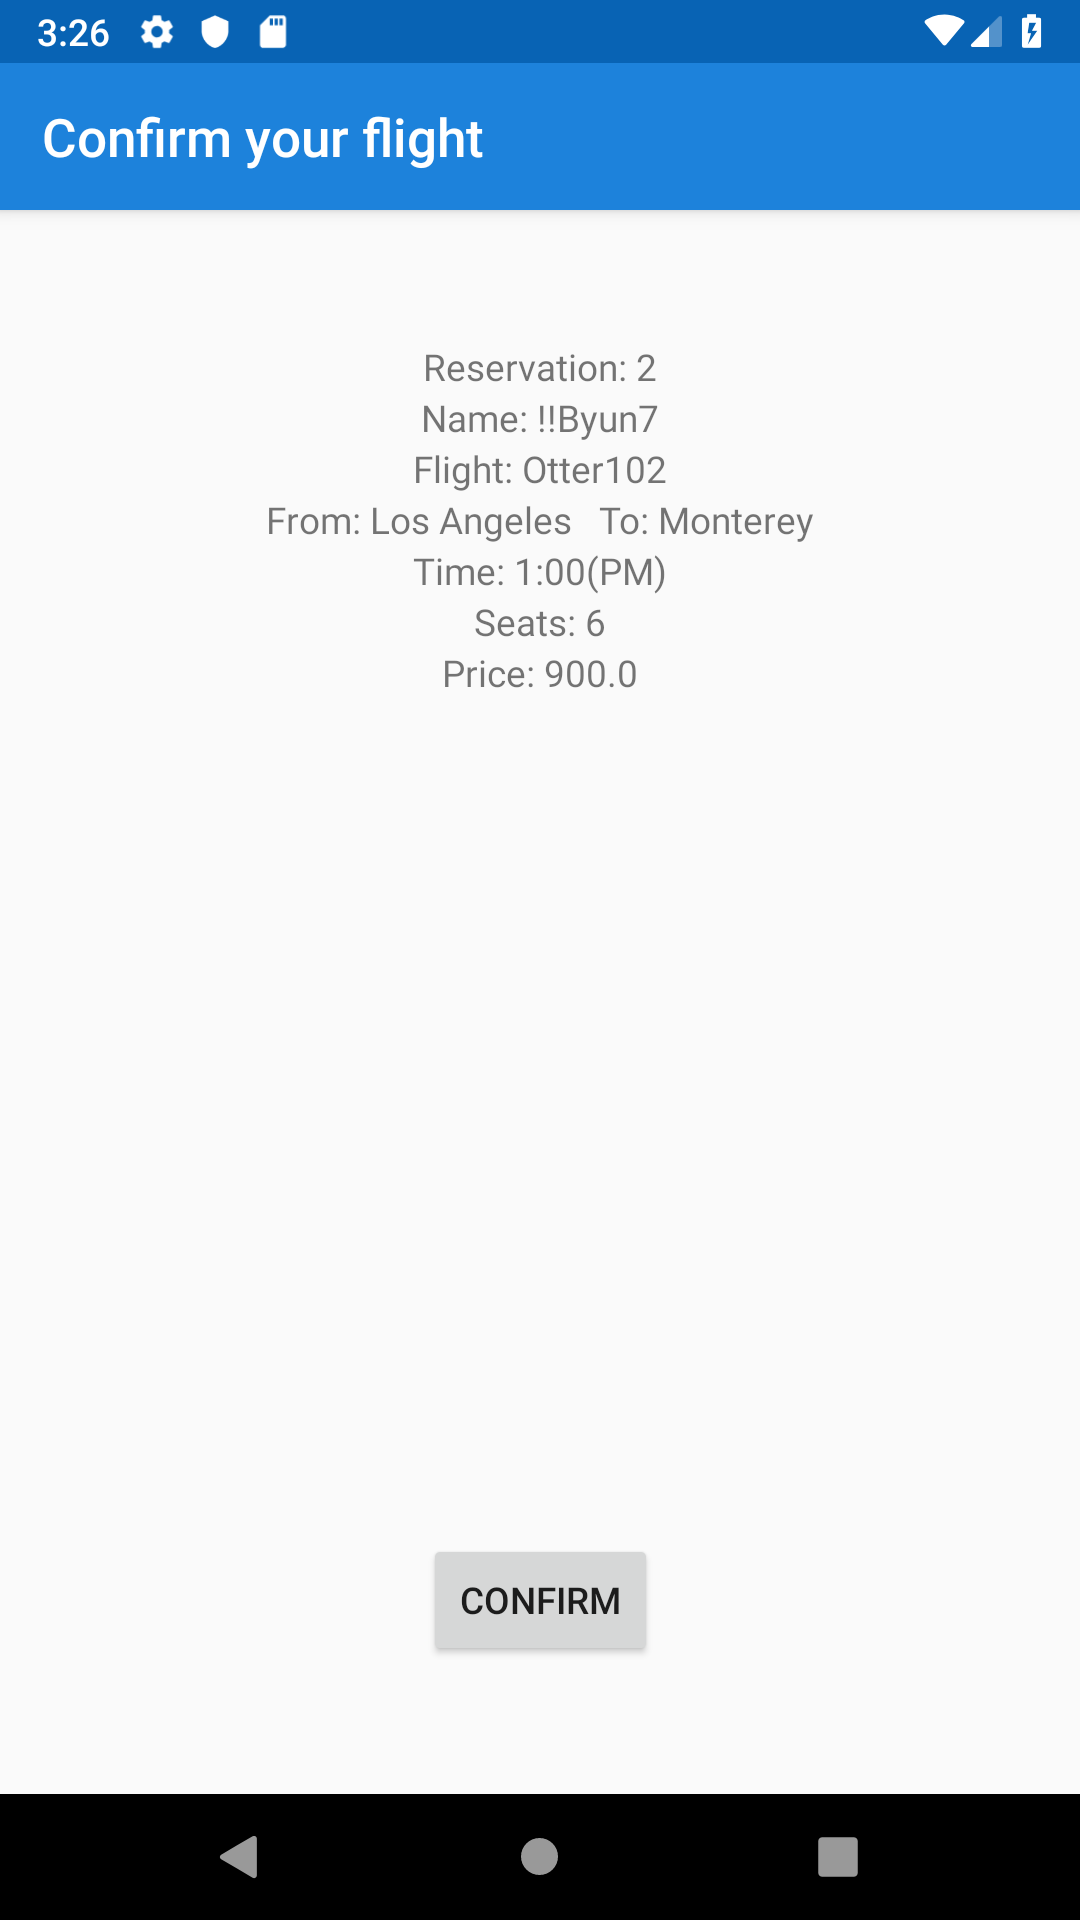 3:26
Confirm your flight
Reservation: 2
Name: !!Byun7
Flight: Otter102
From: Los Angeles   To: Monterey
Time: 1:00(PM)
Seats: 6
Price: 900.0
CONFIRM